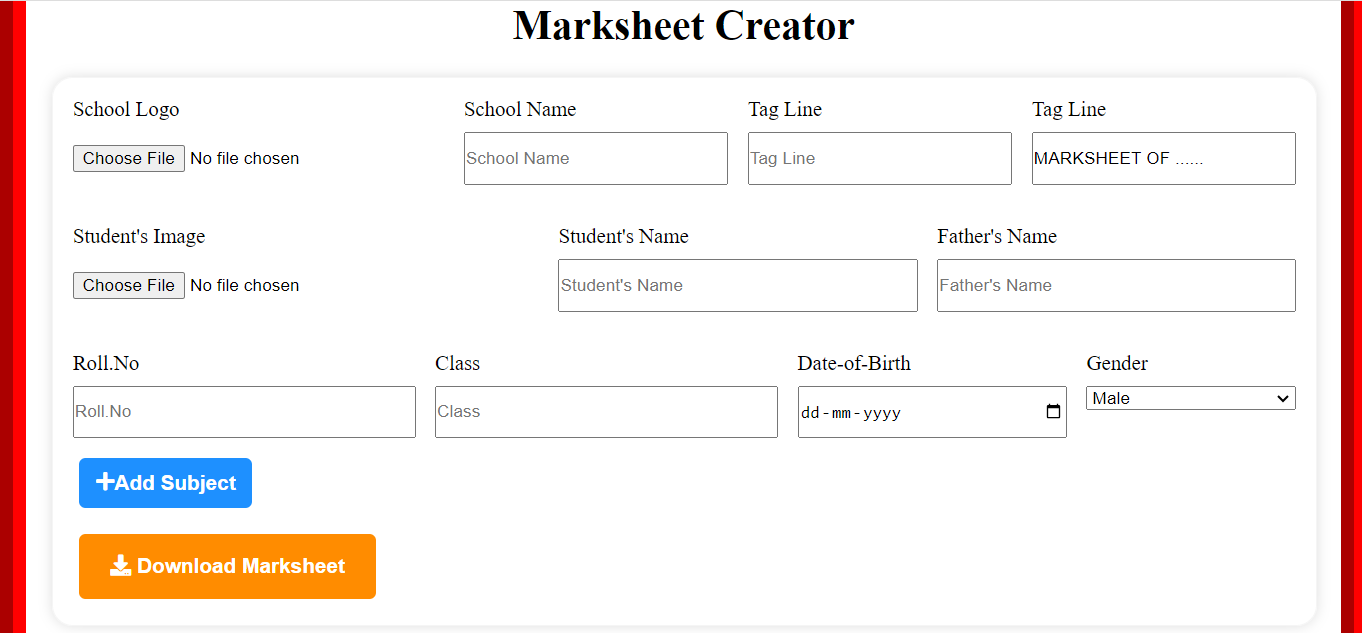 Marksheet Creator
School Logo School Name Tag Line Tag Line
Choose File No file chosen School Name Tag Line MARKSHEET OF ......
Student's Image Student's Name Father's Name
Choose File No file chosen Student's Name Father's Name
Roll.No Class Date-of-Birth Gender
Roll.No Class dd-mm-yyyy Male
Add Subject
Download Marksheet